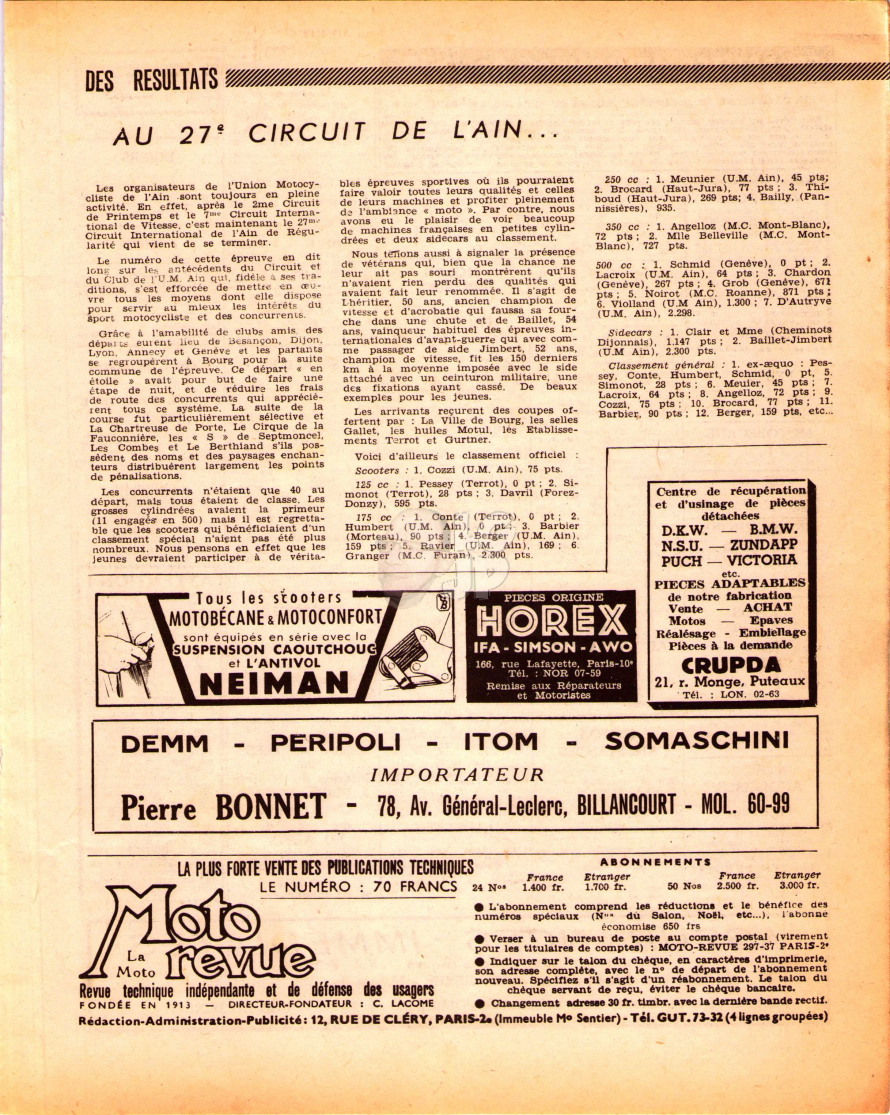 DES RESULTATS
AU 27e CIRCUIT DE L'AIN...
Les organisateurs de l'Union Motocy-
cliste de l'Ain sont toujours en pleine
activité. En effet, après le 2me Circuit
de Printemps et le 7me Circuit Interna-
tional de Vitesse, c'est maintenant le 27me
Circuit International de l'Ain de Régu-
larité qui vient de se terminer.
Le numéro de cette épreuve en dit
long sur les antécédents du Circuit et
du Club de l'U.M. Ain qui, fidèle à ses tra-
ditions, s'est efforcée de mettre en œu-
vre tous les moyens dont elle dispose
pour servir au mieux les intérêts du
sport motocycliste et des concurrents.
Grâce à l'amabilité de clubs amis, des
départs eurent lieu de Besançon, Dijon,
Lyon, Annecy et Genève et les partants
se regroupèrent à Bourg pour la suite
commune de l'épreuve. Ce départ « en
étoile » avait pour but de faire une
étape de nuit, et de réduire les frais
de route des concurrents qui appréciè-
rent tous ce système. La suite de la
course fut particulièrement sélective et
La Chartreuse de Porte, Le Cirque de la
Fauconnière, les « S » de Septmoncel,
Les Combes et Le Berthiand s'ils pos-
sèdent des noms et des paysages enchan-
teurs distribuèrent largement les points
de pénalisations.
Les concurrents n'étaient que 40 au
départ, mais tous étaient de classe. Les
grosses cylindrées avaient la primeur
(11 engagés en 500) mais il est regretta-
ble que les scooters qui bénéficiaient d'un
classement spécial n'aient pas été plus
nombreux. Nous pensons en effet que les
jeunes devraient participer à de vérita-
bles épreuves sportives où ils pourraient
faire valoir toutes leurs qualités et celles
de leurs machines et profiter pleinement
de l'ambiance « moto ». Par contre, nous
avons eu le plaisir de voir beaucoup
de machines françaises en petites cylin-
drées et deux sidecars au classement.
Nous tenons aussi à signaler la présence
de vétérans qui, bien que la chance ne
leur ait pas souri montrèrent qu'ils
n'avaient rien perdu des qualités qui
avaient fait leur renommée. Il s'agit de
Lhéritier, 50 ans, ancien champion de
vitesse et d'acrobatie qui faussa sa four-
che dans une chute et de Baillet, 54
ans, vainqueur habituel des épreuves in-
ternationales d'avant-guerre qui avec com-
me passager de side Jimbert, 52 ans,
champion de vitesse, fit les 150 derniers
km à la moyenne imposée avec le side
attaché avec un ceinturon militaire, une
des fixations ayant cassé. De beaux
exemples pour les jeunes.
Les arrivants reçurent des coupes of-
fertent par : La Ville de Bourg, les selles
Gallet, les huiles Motul, les Etablisse-
ments Terrot et Gurtner.
Voici d'ailleurs le classement officiel :
Scooters : 1. Cozzi (U.M. Ain), 75 pts.
125 cc : 1. Pessey (Terrot), 0 pt ; 2. Si-
monot (Terrot), 28 pts ; 3. Davril (Forez-
Donzy), 595 pts.
175 cc : 1. Conte (Terrot), 0 pt ; 2.
Humbert (U.M. Ain), 0 pt ; 3. Barbier
(Morteau), 90 pts ; 4. Berger (U.M. Ain),
159 pts ; 5. Ravier (U.M. Ain), 169 ; 6.
Granger (M.C. Furan), 2.300 pts.
250 cc : 1. Meunier (U.M. Ain), 45 pts;
2. Brocard (Haut-Jura), 77 pts ; 3. Thi-
boud (Haut-Jura), 269 pts; 4. Bailly, (Pan-
nissières), 935.
350 cc : 1. Angelloz (M.C. Mont-Blanc),
72 pts ; 2. Mlle Belleville (M.C. Mont-
Blanc), 727 pts.
500 cc : 1. Schmid (Genève), 0 pt ; 2.
Lacroix (U.M. Ain), 64 pts ; 3. Chardon
(Genève), 267 pts ; 4. Grob (Genève), 671
pts ; 5. Noirot (M.C. Roanne), 871 pts ;
6. Violland (U.M Ain), 1.300 ; 7. D'Autryve
(U.M. Ain), 2.298.
Sidecars : 1. Clair et Mme (Cheminots
Dijonnais), 1.147 pts ; 2. Baillet-Jimbert
(U.M Ain), 2.300 pts.
Classement général : 1. ex-æquo : Pes-
sey, Conte, Humbert, Schmid, 0 pt, 5.
Simonot, 28 pts ; 6. Meuier, 45 pts ; 7.
Lacroix, 64 pts ; 8. Angelloz, 72 pts ; 9.
Cozzi, 75 pts ; 10. Brocard, 77 pts ; 11.
Barbier, 90 pts ; 12. Berger, 159 pts, etc...
Centre de récupération
et d'usinage de pièces
détachées
D.K.W. — B.M.W.
N.S.U. — ZUNDAPP
PUCH — VICTORIA
etc.
PIECES ADAPTABLES
de notre fabrication
Vente — ACHAT
Motos — Epaves
Réalésage - Embiellage
Pièces à la demande
CRUPDA
21, r. Monge, Puteaux
Tél. : LON. 02-63
Tous les scooters
MOTOBÉCANE & MOTOCONFORT
sont équipés en série avec la
SUSPENSION CAOUTCHOUC
et L'ANTIVOL
NEIMAN
PIECES ORIGINE
HOREX
IFA - SIMSON - AWO
166, rue Lafayette, Paris-10e
Tél. : NOR 07-59
Remise aux Réparateurs
et Motoristes
DEMM - PERIPOLI - ITOM - SOMASCHINI
IMPORTATEUR
Pierre BONNET - 78, Av. Général-Leclerc, BILLANCOURT - MOL. 60-99
LA PLUS FORTE VENTE DES PUBLICATIONS TECHNIQUES
LE NUMÉRO : 70 FRANCS
Moto
revue
La
Moto
Revue technique indépendante et de défense des usagers
FONDÉE EN 1913 — DIRECTEUR-FONDATEUR : C. LACOME
ABONNEMENTS
France Etranger France Etranger
24 Nos 1.400 fr. 1.700 fr. 50 Nos 2.500 fr. 3.000 fr.
● L'abonnement comprend les réductions et le bénéfice des
numéros spéciaux (Nos du Salon, Noël, etc...), l'abonne
économise 650 frs
● Verser à un bureau de poste au compte postal (virement
pour les titulaires de comptes) : MOTO-REVUE 297-37 PARIS-2e
● Indiquer sur le talon du chèque, en caractères d'imprimerie,
son adresse complète, avec le n° de départ de l'abonnement
nouveau. Spécifiez s'il s'agit d'un réabonnement. Le talon du
chèque servant de reçu, éviter le chèque bancaire.
● Changement adresse 30 fr. timbr. avec la dernière bande rectif.
Rédaction-Administration-Publicité : 12, RUE DE CLÉRY, PARIS-2e (Immeuble Mo Sentier) - Tél. GUT. 73-32 (4 lignes groupées)